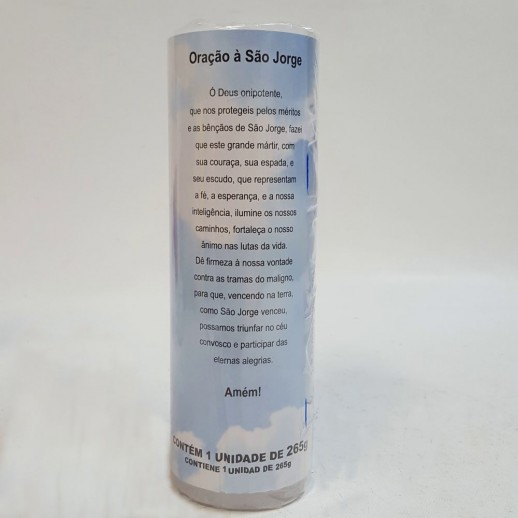 Oração à São Jorge
Ó Deus onipotente,
que nos protegeis pelos méritos
e as bênçãos de São Jorge, fazei
que este grande mártir, com
sua couraça, sua espada, e
seu escudo, que representam
a fé, a esperança, e a nossa
inteligência, ilumine os nossos
caminhos, fortaleça o nosso
ânimo nas lutas da vida.
Dê firmeza à nossa vontade
contra as tramas do maligno,
para que, vencendo na terra,
como São Jorge venceu,
possamos triunfar no céu
convosco e participar das
eternas alegrias.
Amém!
CONTÉM 1 UNIDADE DE 265g
CONTIENE 1 UNIDAD DE 265g